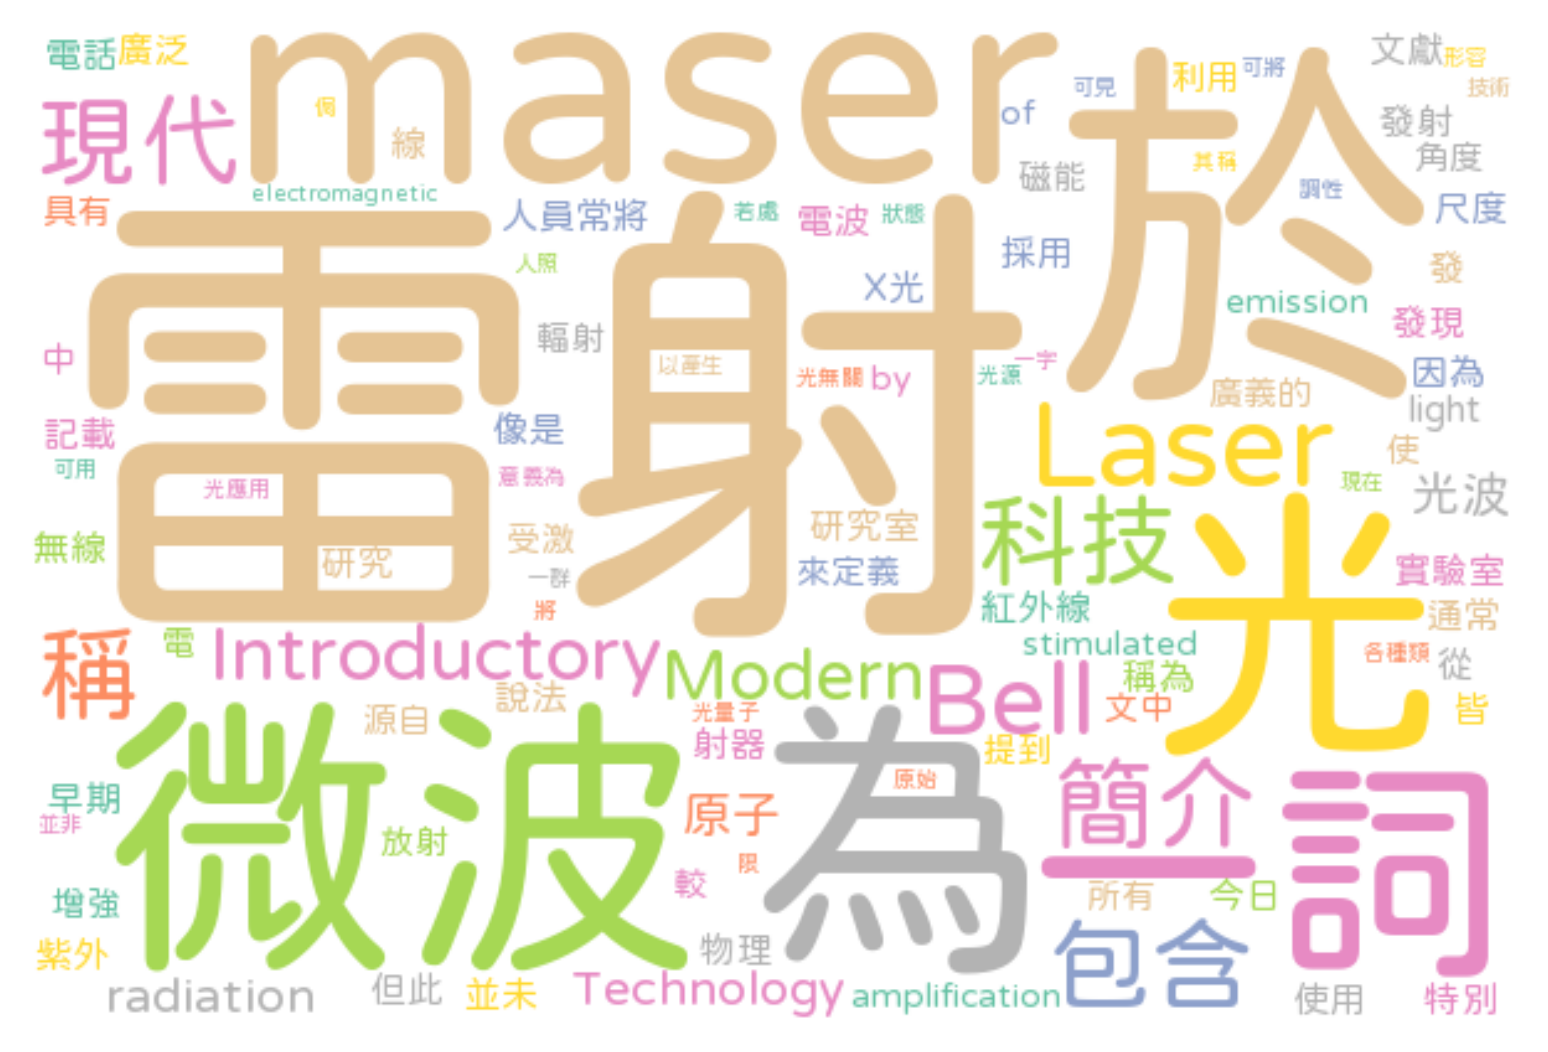 電話
廣泛
maser
文獻
形容
可見
利用
可將
技術
現代
侷
線
of
於
發射
角度
磁能
其稱
調性
electromagnetic
具有
人員常將
若處
電波
狀態
尺度
雷射
人照
採用
發
X光
emission
中
輻射
以產生
光無關
by
光源
一字
發現
因為
廣義的
light
記載
像是
Laser
使
可用
光應用
意義為
現在
光波
無線
研究
受激
研究室
科技
光
一群
來定義
實驗室
將
紅外線
通常
稱
電
Introductory
Modern
stimulated
各種類
從
稱為
Bell
源自
說法
光量子
文中
皆
微波
射器
為
提到
原始
簡介
一詞
早期
並非
放射
原子
限
較
增強
所有
今日
紫外
物理
包含
radiation
但此
並未
Technology
amplification
使用
特別